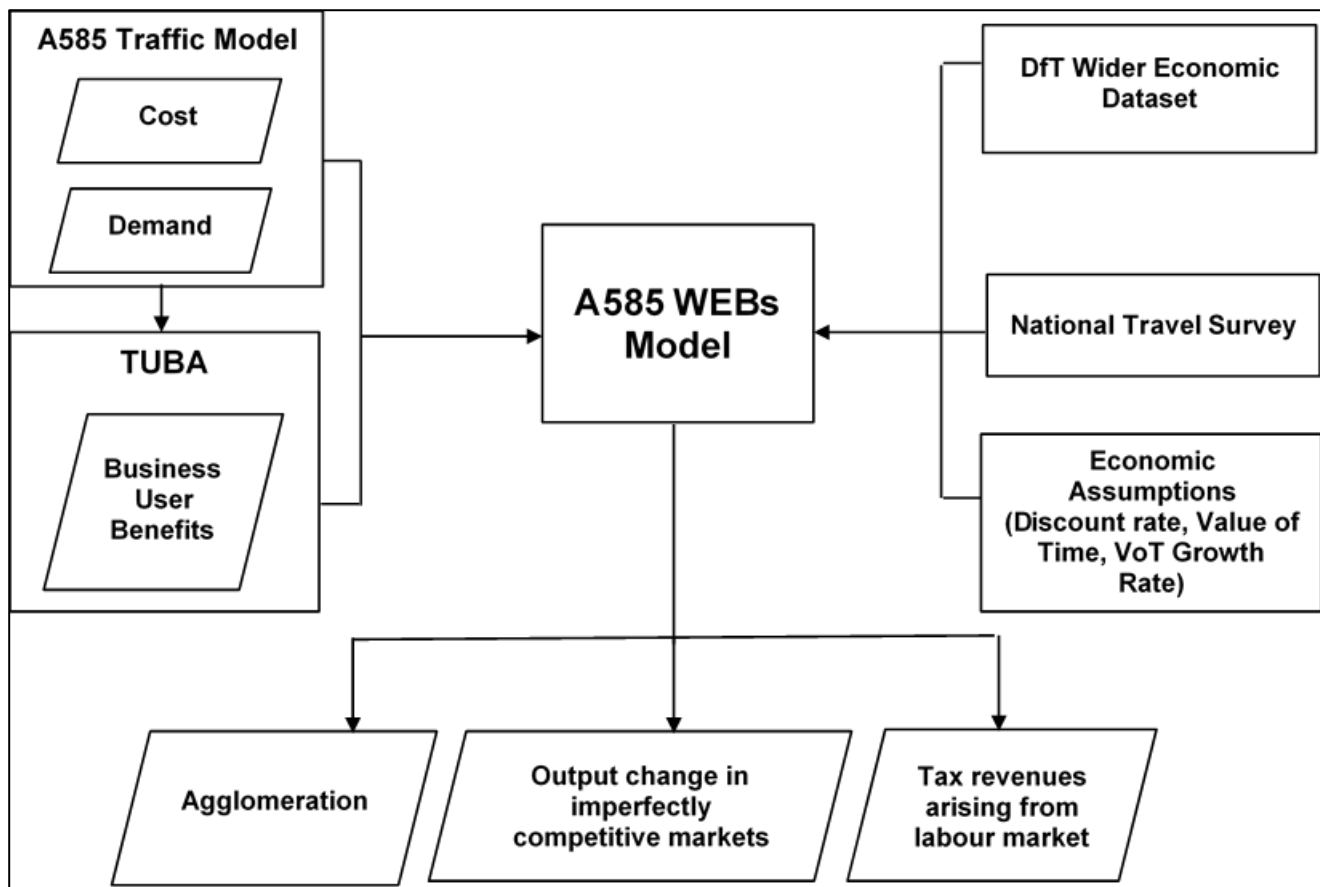 A585 Traffic Model
Cost
Demand
TUBA
Business
User
Benefits
A585 WEBs
Model
DfT Wider Economic
Dataset
National Travel Survey
Economic
Assumptions
(Discount rate, Value of
Time, VoT Growth
Rate)
Agglomeration
Output change in
imperfectly
competitive markets
Tax revenues
arising from
labour market